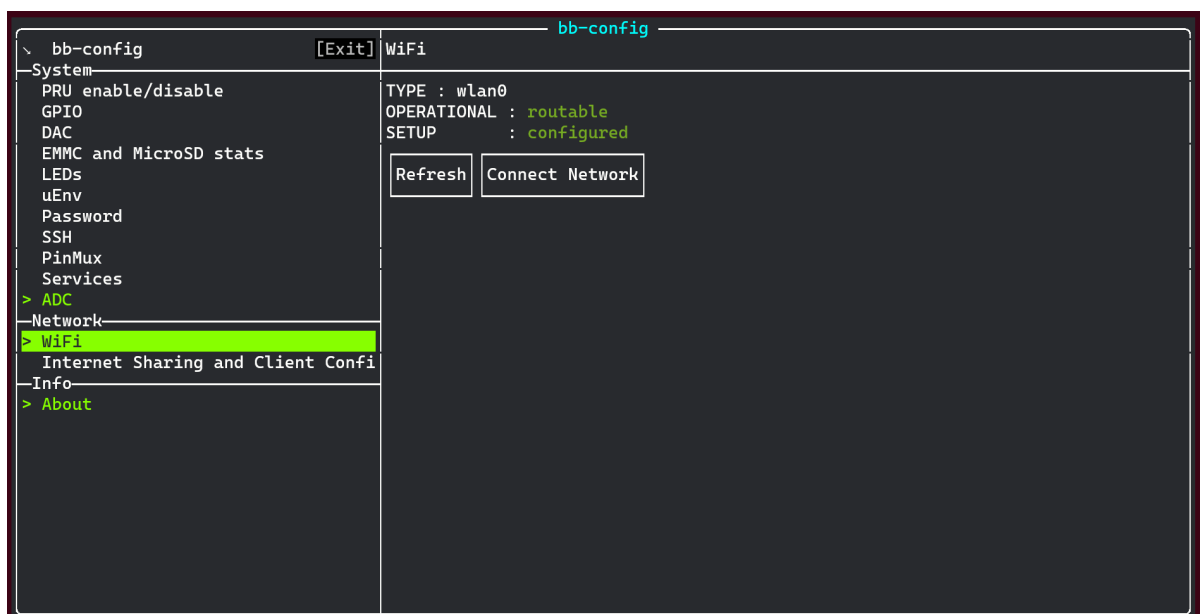 bb-config
↘ bb-config [Exit]
System
PRU enable/disable
GPIO
DAC
EMMC and MicroSD stats
LEDs
uEnv
Password
SSH
PinMux
Services
> ADC
Network
> WiFi
Internet Sharing and Client Confi
Info
> About
WiFi
TYPE : wlan0
OPERATIONAL : routable
SETUP : configured
Refresh Connect Network